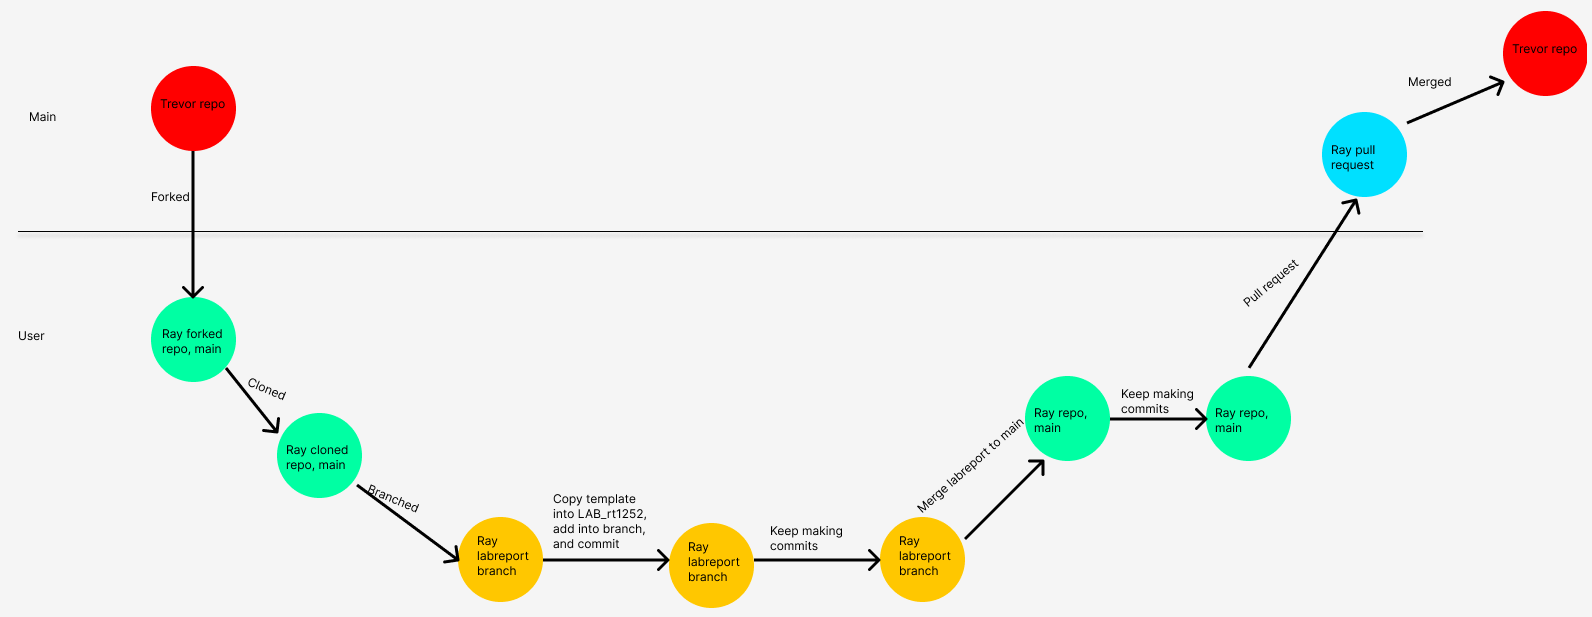 Trevor repo
Merged
Trevor repo
Main
Ray pull
request
Forked
Pull request
User
Ray forked
repo, main
Cloned
Ray cloned
repo, main
Branched
Ray
labreport
branch
Copy template
into LAB_rt1252,
add into branch,
and commit
Ray
labreport
branch
Keep making
commits
Ray
labreport
branch
Merge labreport to main
Ray repo,
main
Keep making
commits
Ray repo,
main